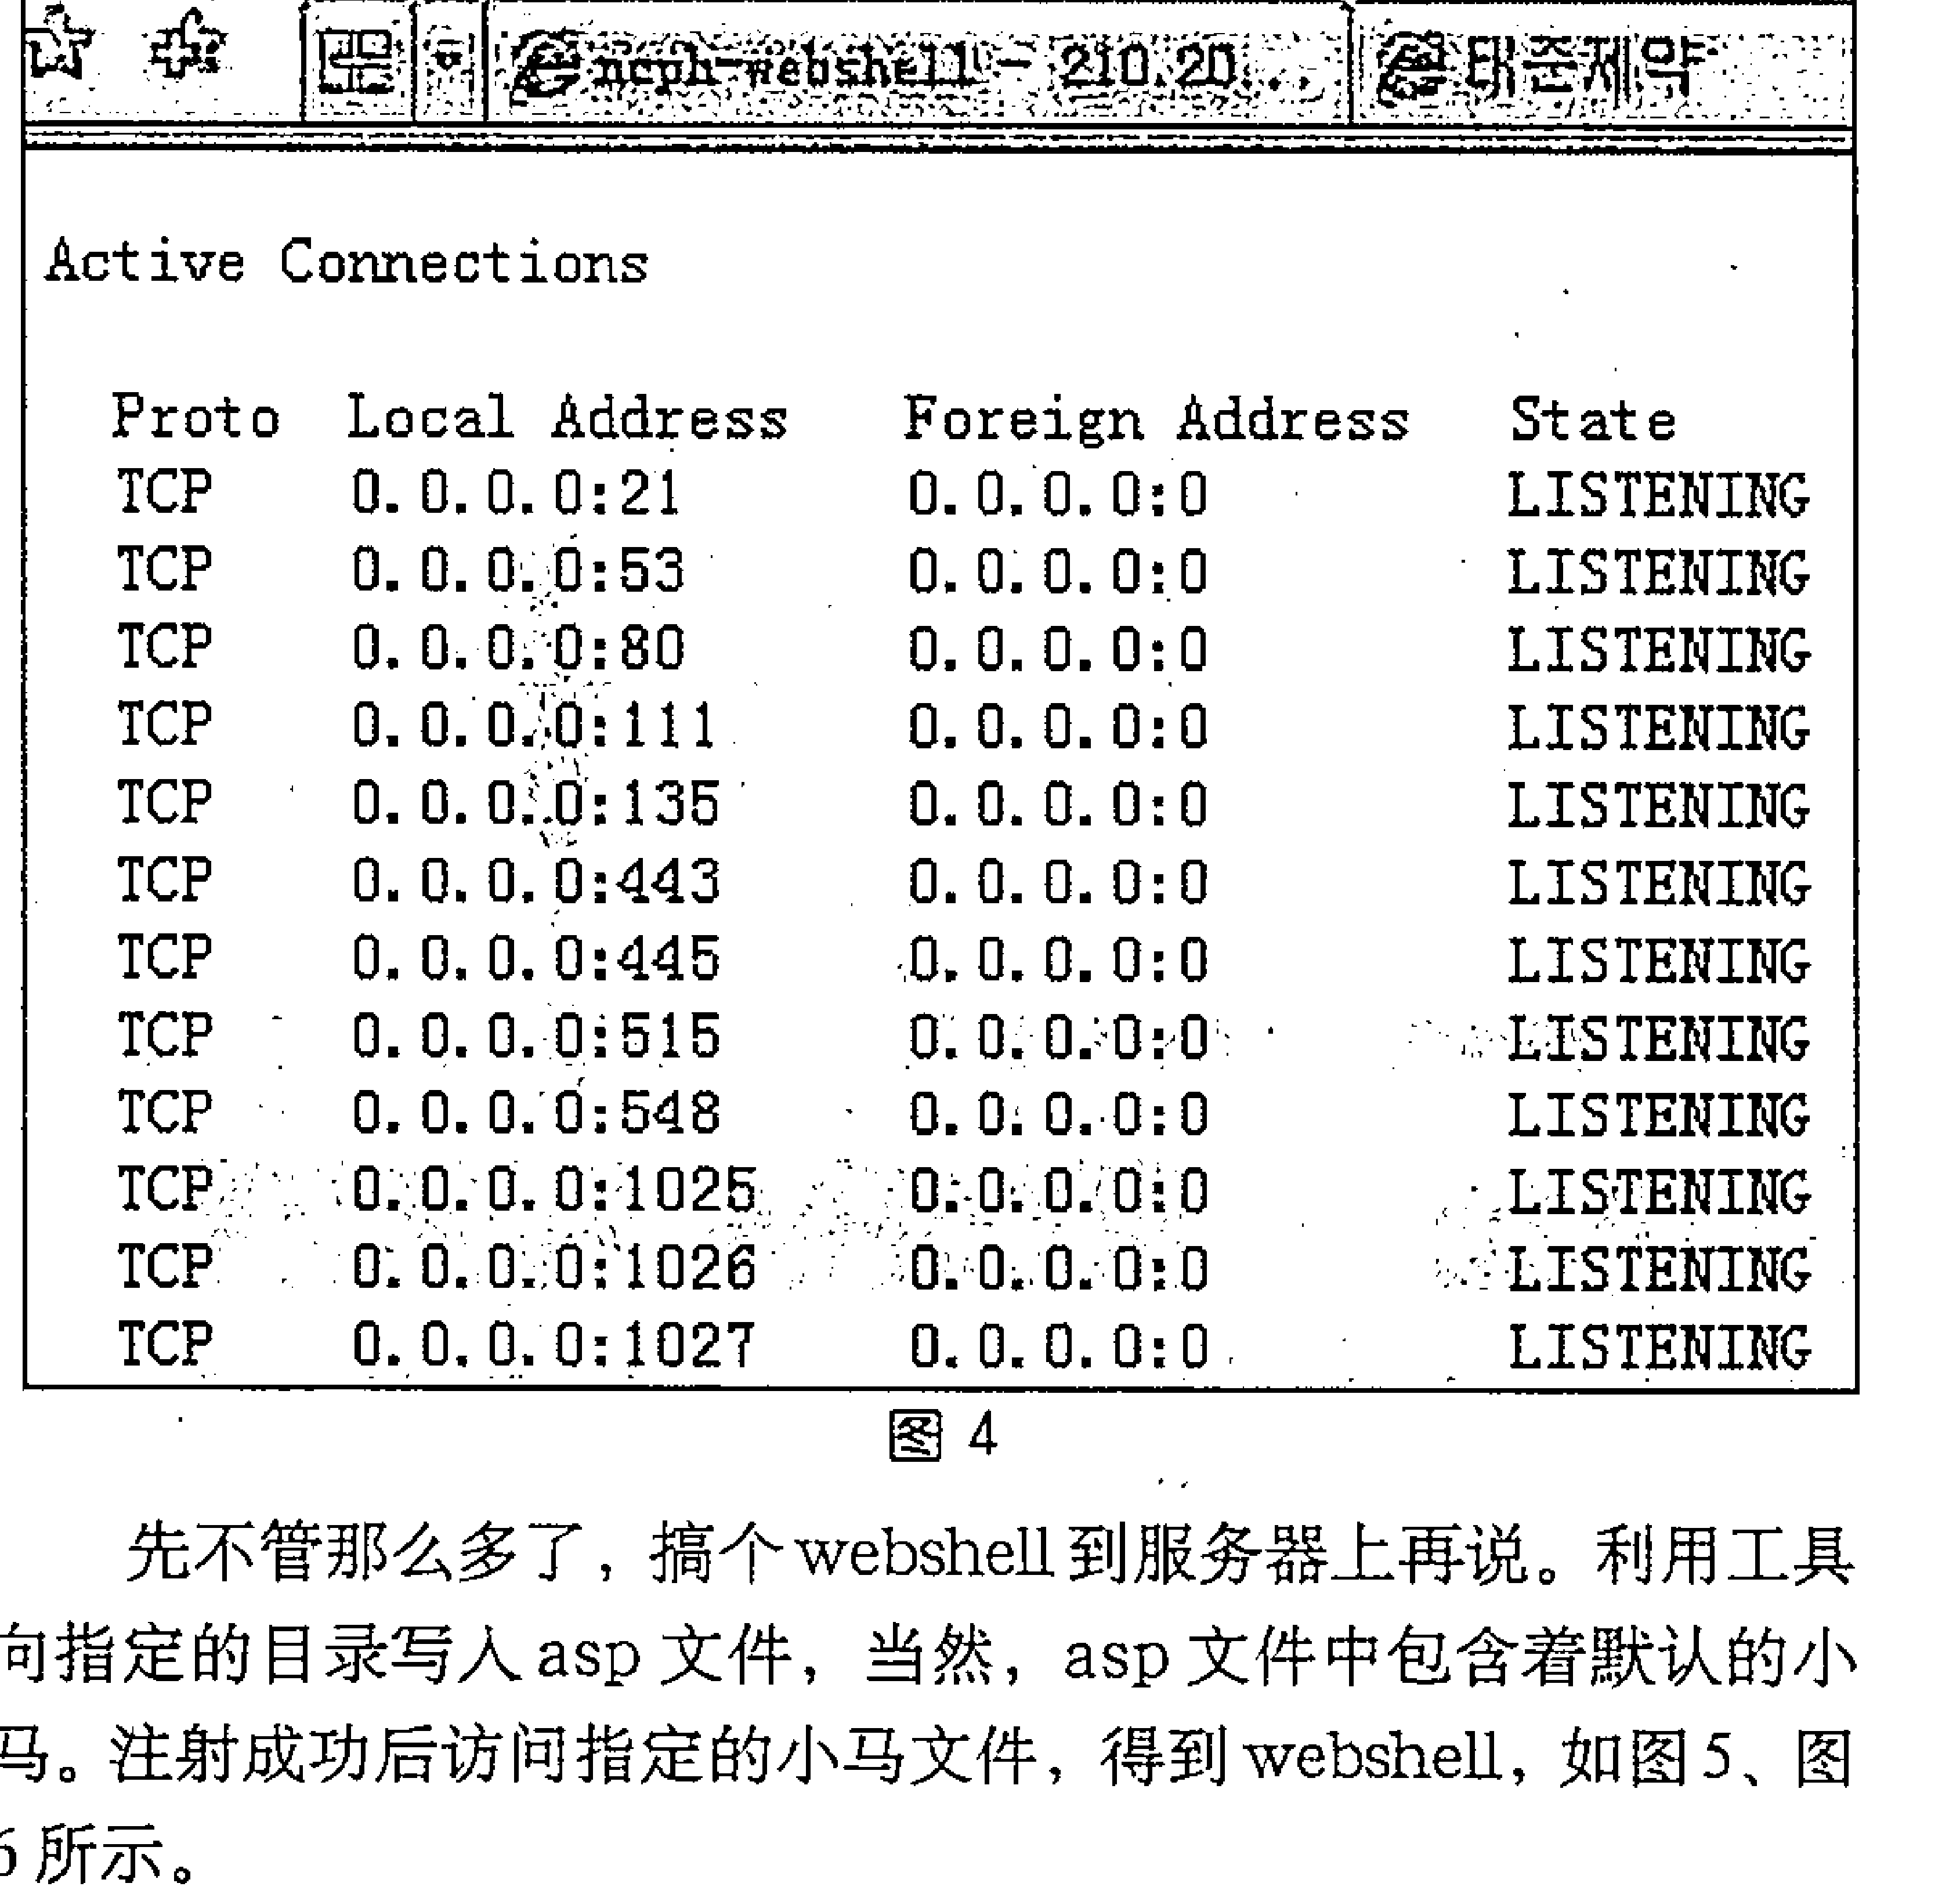 ncph-webshell - 210.20... 태준제약
Active Connections
Proto Local Address Foreign Address State
TCP 0.0.0.0:21 0.0.0.0:0 LISTENING
TCP 0.0.0.0:53 0.0.0.0:0 LISTENING
TCP 0.0.0.0:80 0.0.0.0:0 LISTENING
TCP 0.0.0.0:111 0.0.0.0:0 LISTENING
TCP 0.0.0.0:135 0.0.0.0:0 LISTENING
TCP 0.0.0.0:443 0.0.0.0:0 LISTENING
TCP 0.0.0.0:445 0.0.0.0:0 LISTENING
TCP 0.0.0.0:515 0.0.0.0:0 LISTENING
TCP 0.0.0.0:548 0.0.0.0:0 LISTENING
TCP 0.0.0.0:1025 0.0.0.0:0 LISTENING
TCP 0.0.0.0:1026 0.0.0.0:0 LISTENING
TCP 0.0.0.0:1027 0.0.0.0:0 LISTENING
图 4
先不管那么多了，搞个webshell到服务器上再说。利用工具
向指定的目录写入asp文件，当然，asp文件中包含着默认的小
马。注射成功后访问指定的小马文件，得到webshell，如图5、图
6所示。